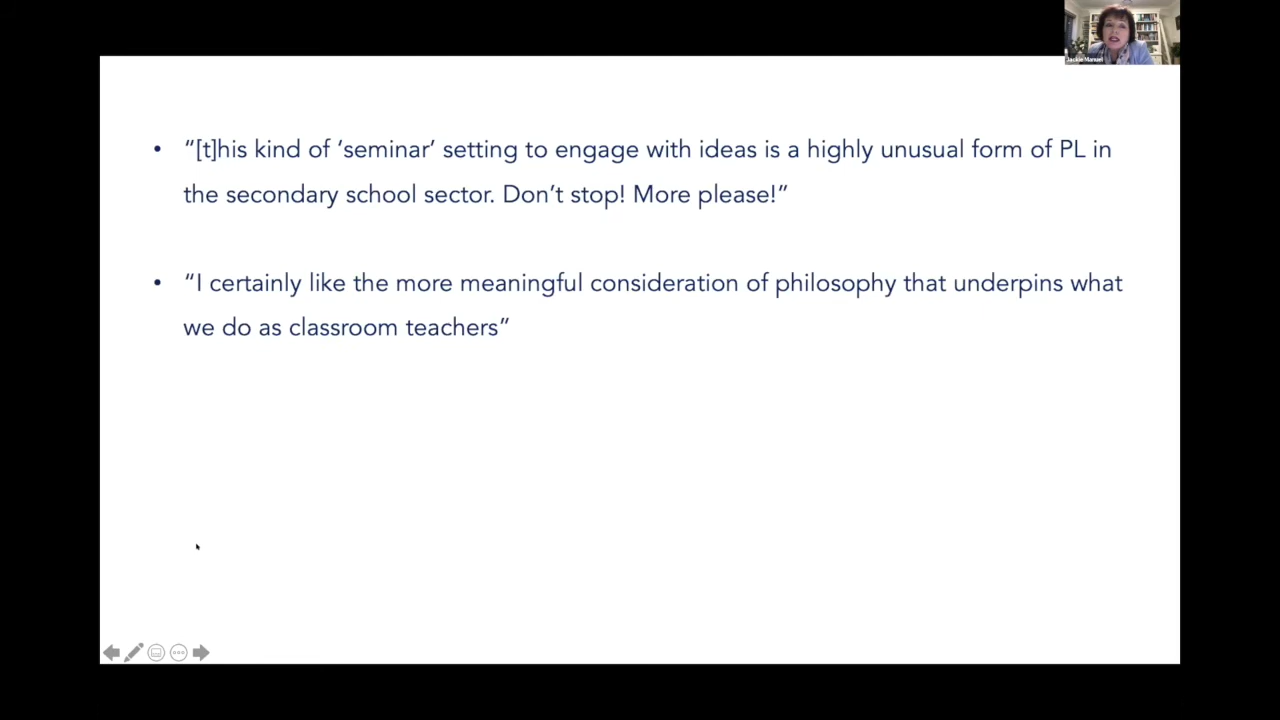 Jackie Manuel
• “[t]his kind of ‘seminar’ setting to engage with ideas is a highly unusual form of PL in
the secondary school sector. Don’t stop! More please!”
• “I certainly like the more meaningful consideration of philosophy that underpins what
we do as classroom teachers”